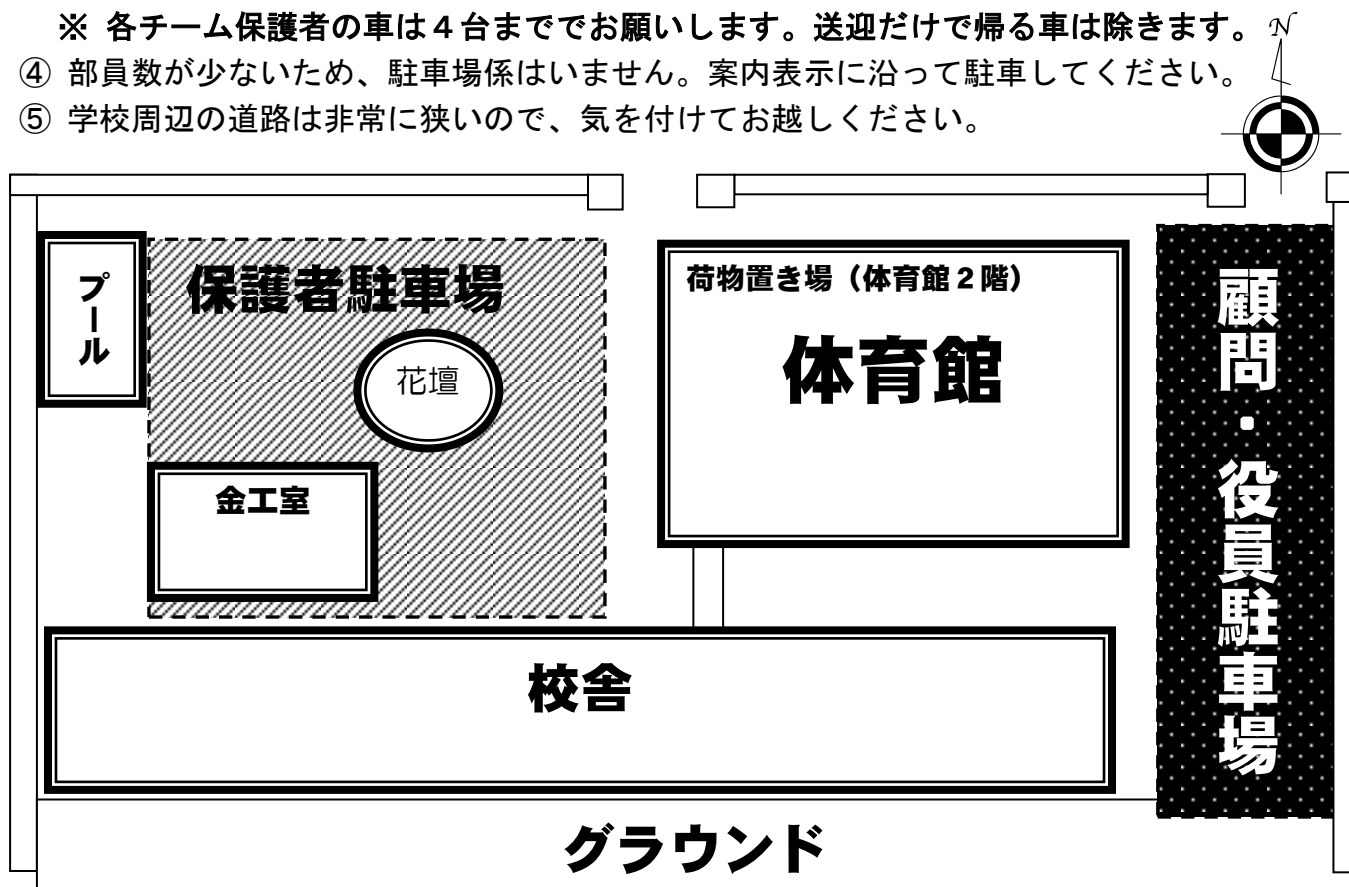 ※ 各チーム保護者の車は４台まででお願いします。送迎だけで帰る車は除きます。
N
④ 部員数が少ないため、駐車場係はいません。案内表示に沿って駐車してください。
⑤ 学校周辺の道路は非常に狭いので、気を付けてお越しください。
プール
保護者駐車場
花壇
金工室
荷物置き場（体育館２階）
体育館
顧問・役員駐車場
校舎
グラウンド